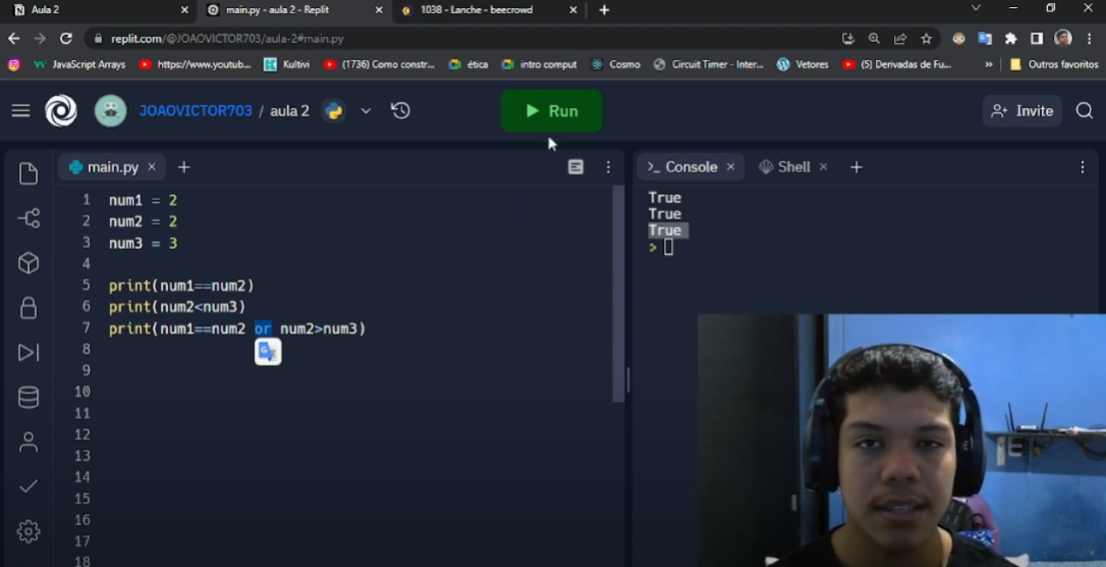 Aula 2
main.py - aula 2 - Replit
1038 - Lanche - beecrowd
replit.com/@JOAOVICTOR703/aula-2#main.py
JavaScript Arrays
https://www.youtub...
Kultivi
(1736) Como constr...
ética
intro comput
Cosmo
Circuit Timer - Inter...
Vetores
(5) Derivadas de Fu...
»
Outros favoritos
JOAOVICTOR703 / aula 2
Run
Invite
main.py
1 num1 = 2
2 num2 = 2
3 num3 = 3
4
5 print(num1==num2)
6 print(num2<num3)
7 print(num1==num2 or num2>num3)
8
9
10
11
12
13
14
15
16
17
18
>_ Console
Shell
True
True
True
>